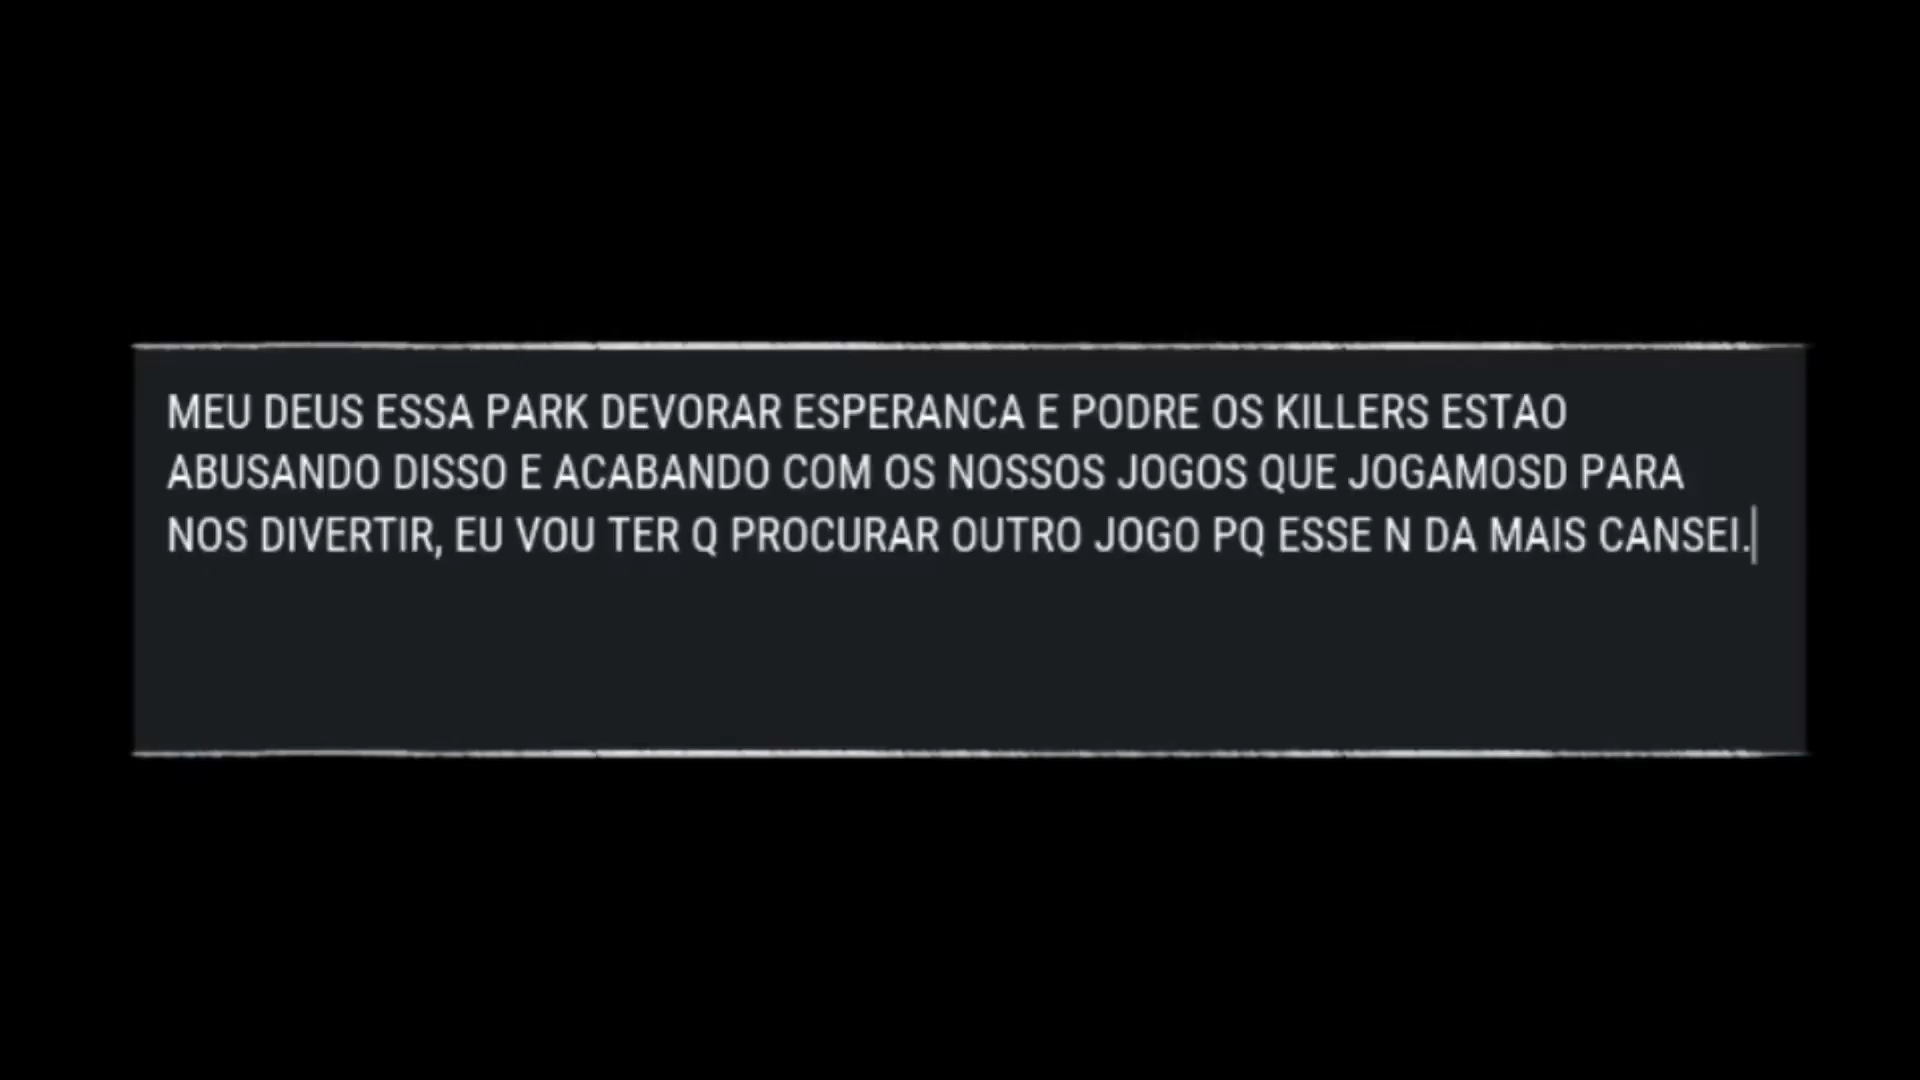 MEU DEUS ESSA PARK DEVORAR ESPERANCA E PODRE OS KILLERS ESTAO
ABUSANDO DISSO E ACABANDO COM OS NOSSOS JOGOS QUE JOGAMOSD PARA
NOS DIVERTIR, EU VOU TER Q PROCURAR OUTRO JOGO PQ ESSE N DA MAIS CANSEI.